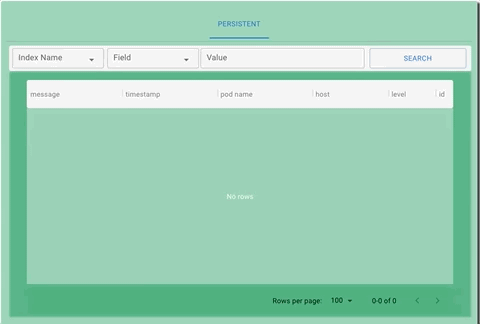 PERSISTENT
Index Name Field Value SEARCH
message timestamp pod name host level id
No rows
Rows per page: 100 0-0 of 0